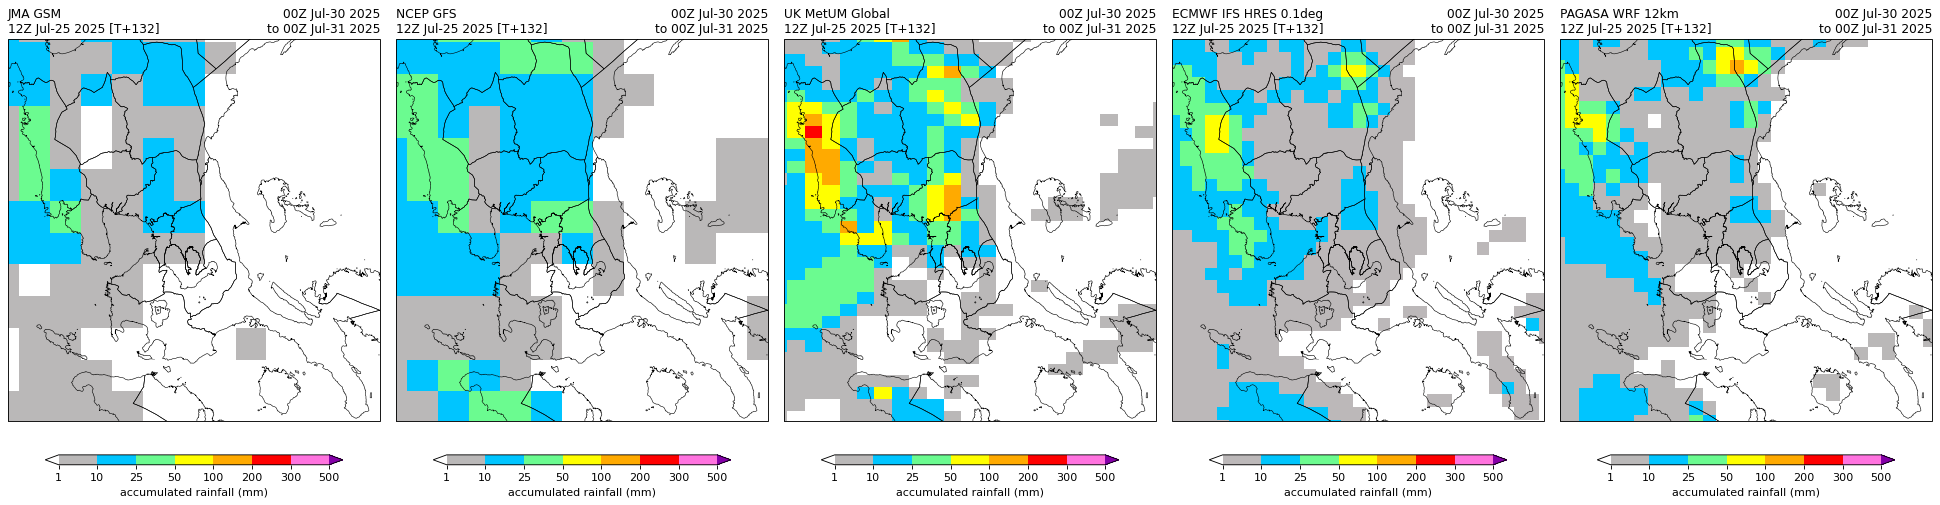 JMA GSM 00Z Jul-30 2025
12Z Jul-25 2025 [T+132] to 00Z Jul-31 2025
1 10 25 50 100 200 300 500
accumulated rainfall (mm)
NCEP GFS 00Z Jul-30 2025
12Z Jul-25 2025 [T+132] to 00Z Jul-31 2025
1 10 25 50 100 200 300 500
accumulated rainfall (mm)
UK MetUM Global 00Z Jul-30 2025
12Z Jul-25 2025 [T+132] to 00Z Jul-31 2025
1 10 25 50 100 200 300 500
accumulated rainfall (mm)
ECMWF IFS HRES 0.1deg 00Z Jul-30 2025
12Z Jul-25 2025 [T+132] to 00Z Jul-31 2025
1 10 25 50 100 200 300 500
accumulated rainfall (mm)
PAGASA WRF 12km 00Z Jul-30 2025
12Z Jul-25 2025 [T+132] to 00Z Jul-31 2025
1 10 25 50 100 200 300 500
accumulated rainfall (mm)